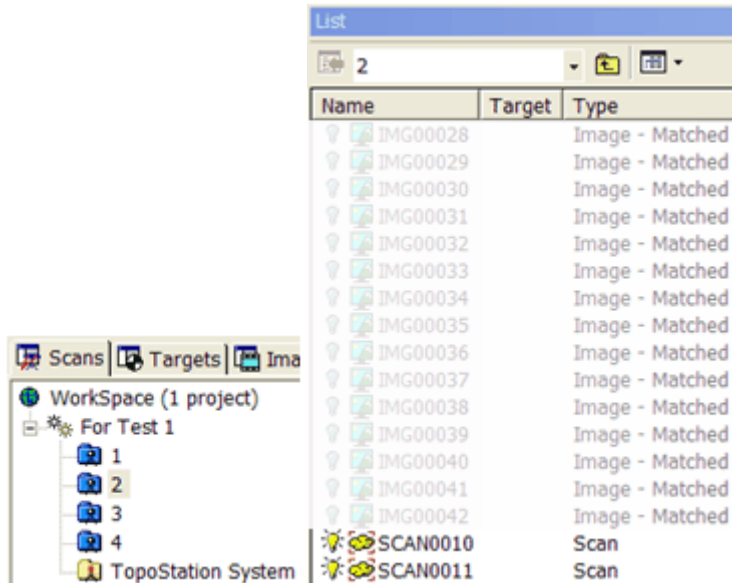 List
2
Name Target Type
IMG00028 Image - Matched
IMG00029 Image - Matched
IMG00030 Image - Matched
IMG00031 Image - Matched
IMG00032 Image - Matched
IMG00033 Image - Matched
IMG00034 Image - Matched
IMG00035 Image - Matched
IMG00036 Image - Matched
IMG00037 Image - Matched
IMG00038 Image - Matched
IMG00039 Image - Matched
IMG00040 Image - Matched
IMG00041 Image - Matched
IMG00042 Image - Matched
SCAN0010 Scan
SCAN0011 Scan
Scans Targets Ima
WorkSpace (1 project)
For Test 1
1
2
3
4
TopoStation System